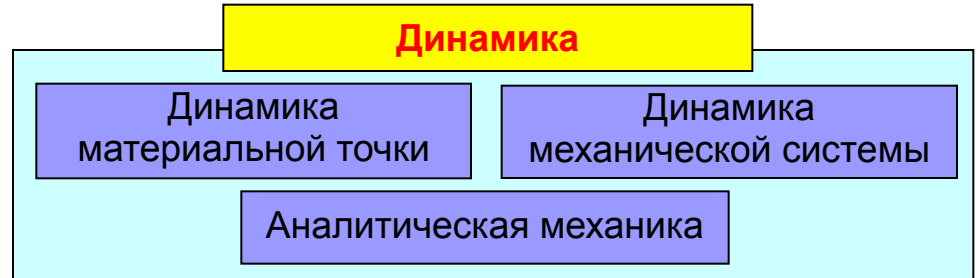 Динамика
Динамика
материальной точки
Динамика
механической системы
Аналитическая механика